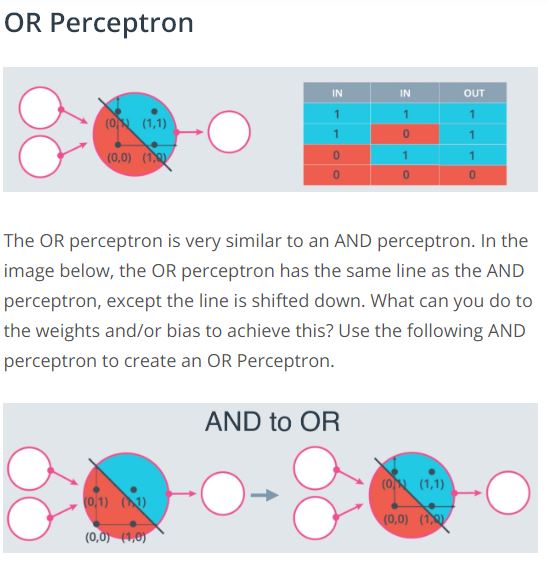 OR Perceptron
(0,1) (1,1)
(0,0) (1,0)
IN IN OUT
1 1 1
1 0 1
0 1 1
0 0 0
The OR perceptron is very similar to an AND perceptron. In the
image below, the OR perceptron has the same line as the AND
perceptron, except the line is shifted down. What can you do to
the weights and/or bias to achieve this? Use the following AND
perceptron to create an OR Perceptron.
AND to OR
(0,1) (1,1)
(0,0) (1,0)
(0,1) (1,1)
(0,0) (1,0)